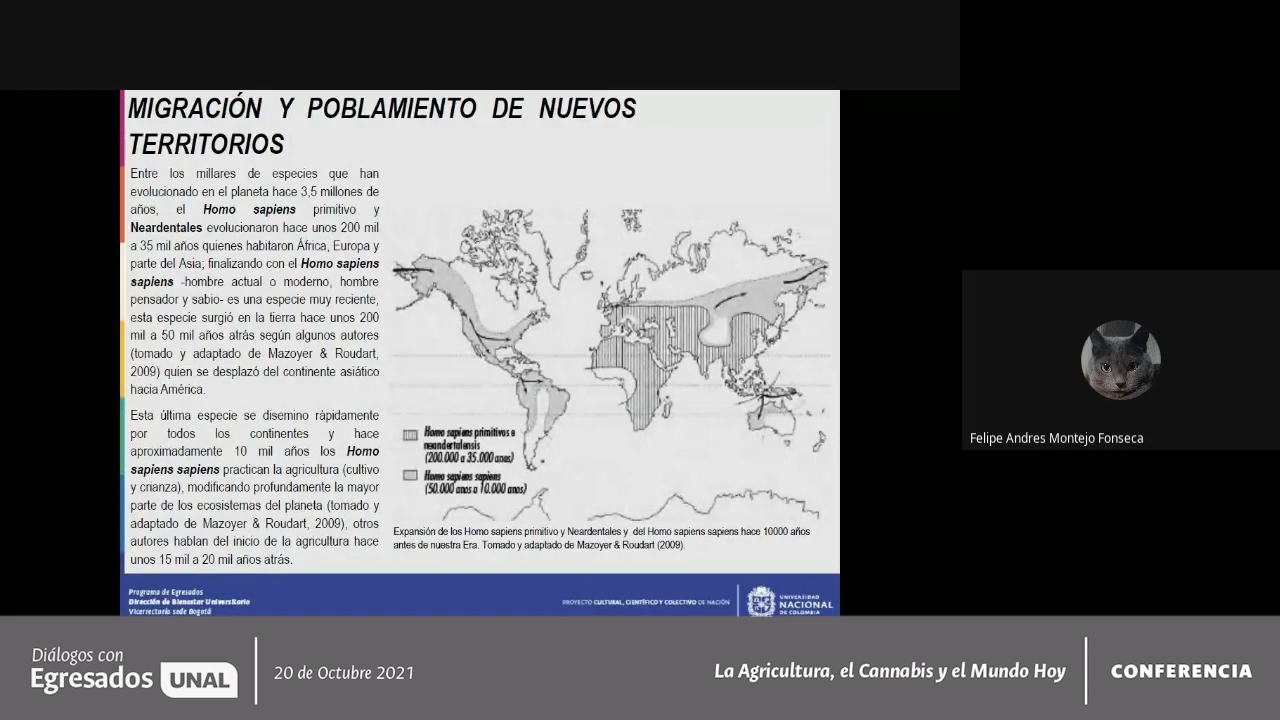 MIGRACIÓN Y POBLAMIENTO DE NUEVOS
TERRITORIOS
Entre los millares de especies que han
evolucionado en el planeta hace 3,5 millones de
años, el Homo sapiens primitivo y
Neardentales evolucionaron hace unos 200 mil
a 35 mil años quienes habitaron África, Europa y
parte del Asia; finalizando con el Homo sapiens
sapiens -hombre actual o moderno, hombre
pensador y sabio- es una especie muy reciente,
esta especie surgió en la tierra hace unos 200
mil a 50 mil años atrás según algunos autores
(tomado y adaptado de Mazoyer & Roudart,
2009) quien se desplazó del continente asiático
hacia América.
Esta última especie se disemino rápidamente
por todos los continentes y hace
aproximadamente 10 mil años los Homo
sapiens sapiens practican la agricultura (cultivo
y crianza), modificando profundamente la mayor
parte de los ecosistemas del planeta (tomado y
adaptado de Mazoyer & Roudart, 2009), otros
autores hablan del inicio de la agricultura hace
unos 15 mil a 20 mil años atrás.
Homo sapiens primitivos e
neandertalensis
(200.000 a 35.000 anos)
Homo sapiens sapiens
(50.000 anos a 10.000 anos)
Expansión de los Homo sapiens primitivo y Neardentales y del Homo sapiens sapiens hace 10000 años
antes de nuestra Era. Tomado y adaptado de Mazoyer & Roudart (2009).
Programa de Egresados
Dirección de Bienestar Universitario
Vicerrectoría sede Bogotá
PROYECTO CULTURAL, CIENTÍFICO Y COLECTIVO DE NACIÓN
UNIVERSIDAD
NACIONAL
DE COLOMBIA
Felipe Andres Montejo Fonseca
Diálogos con
Egresados UNAL
20 de Octubre 2021
La Agricultura, el Cannabis y el Mundo Hoy
CONFERENCIA